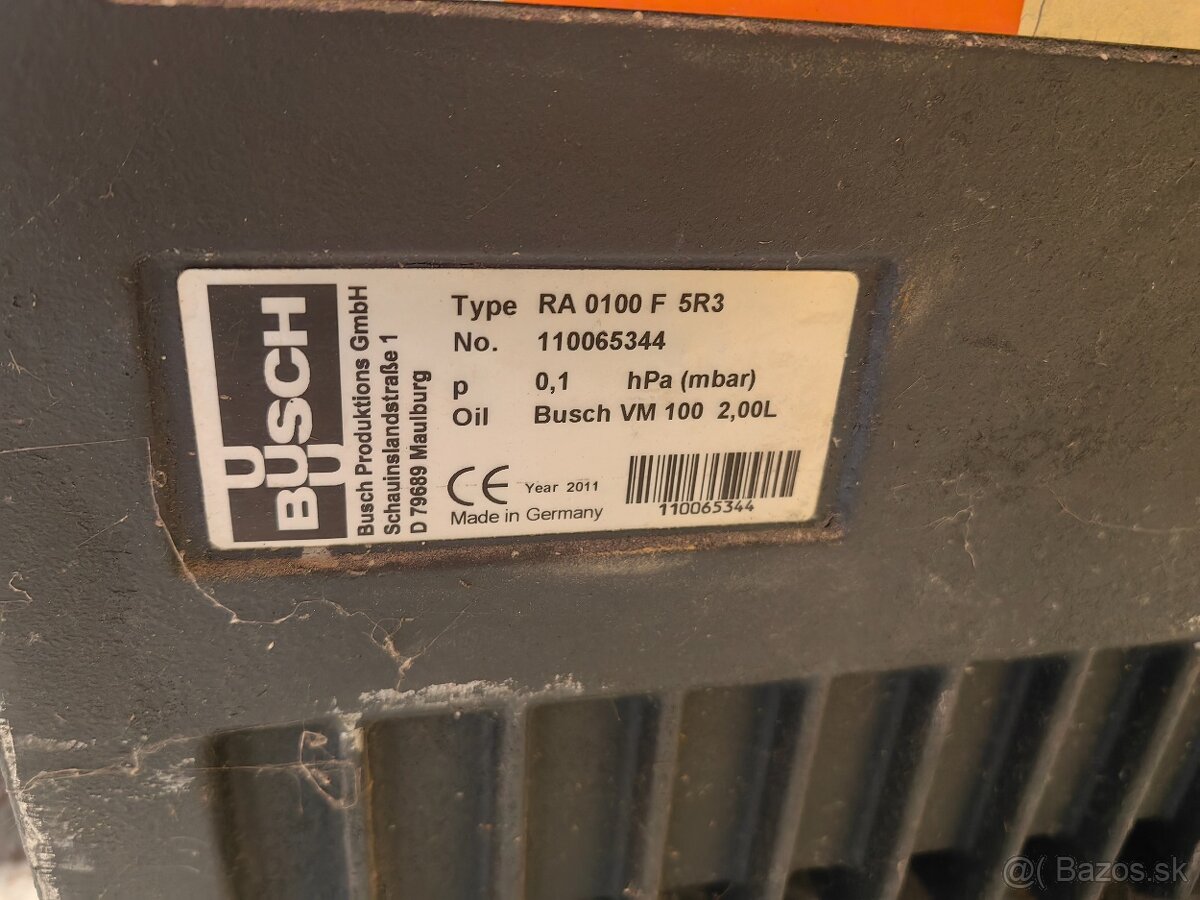 BUSCH
Busch Produktions GmbH
Schauinslandstraße 1
D 79689 Maulburg
Type RA 0100 F 5R3
No. 110065344
p 0,1 hPa (mbar)
Oil Busch VM 100 2,00L
CE Year 2011
Made in Germany
110065344
@( Bazos.sk